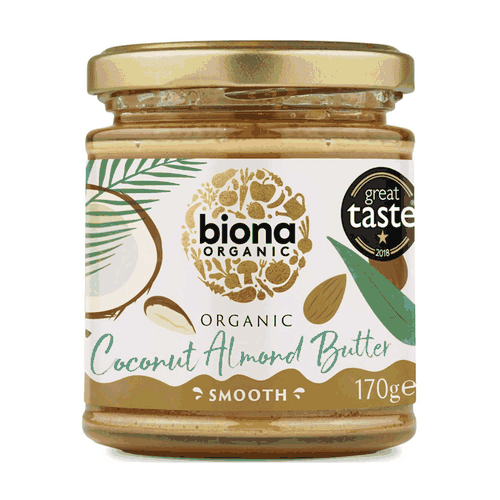 great
taste
2018
biona
ORGANIC
ORGANIC
Coconut Almond Butter
SMOOTH
170g℮